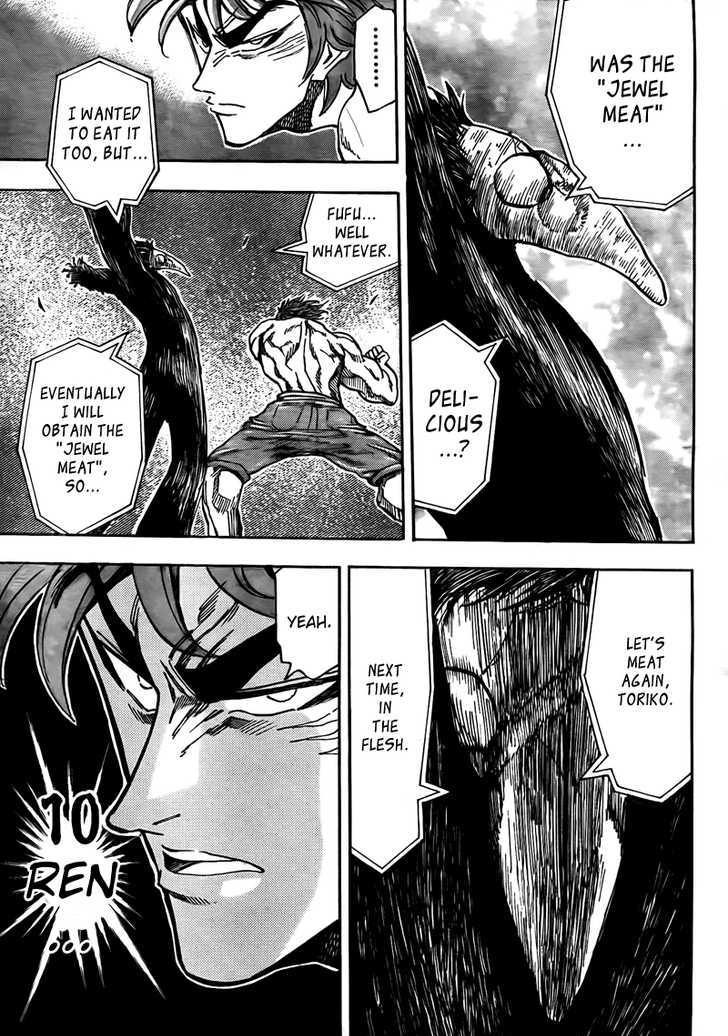 WAS THE
"JEWEL
MEAT"
...
DELI-
CIOUS
...?
........
I WANTED
TO EAT IT
TOO, BUT...
FUFU...
WELL
WHATEVER.
EVENTUALLY
I WILL
OBTAIN THE
"JEWEL
MEAT",
SO...
LET'S
MEAT
AGAIN,
TORIKO.
NEXT
TIME,
IN
THE
FLESH.
YEAH.
10
REN
ooo